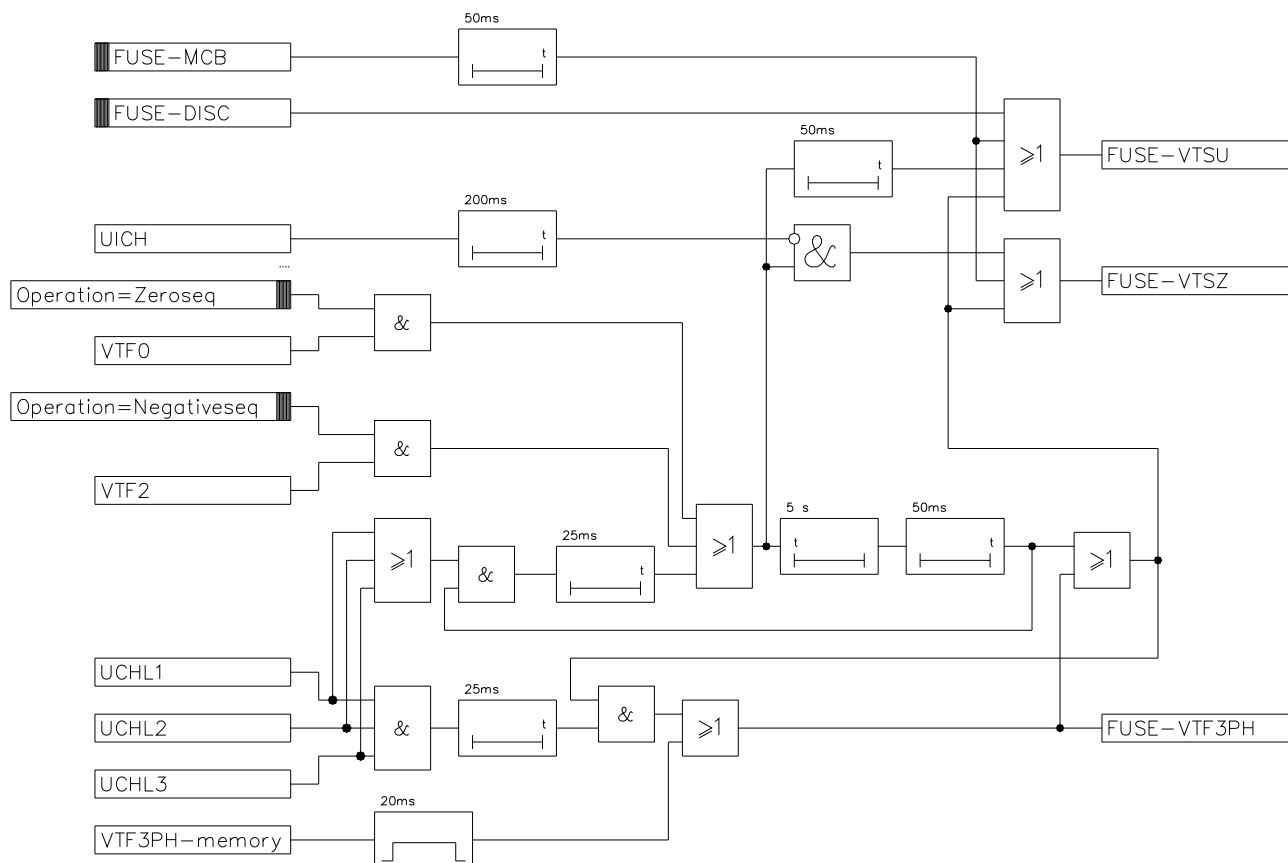 50ms
t
FUSE-MCB
FUSE-DISC
50ms
t
≥1
FUSE-VTSU
200ms
t
UICH
&
≥1
FUSE-VTSZ
....
Operation=Zeroseq
&
VTF0
Operation=Negativeseq
&
VTF2
5 s
t
50ms
t
≥1
25ms
t
≥1
&
≥1
UCHL1
25ms
t
UCHL2
&
&
≥1
FUSE-VTF3PH
UCHL3
20ms
VTF3PH-memory